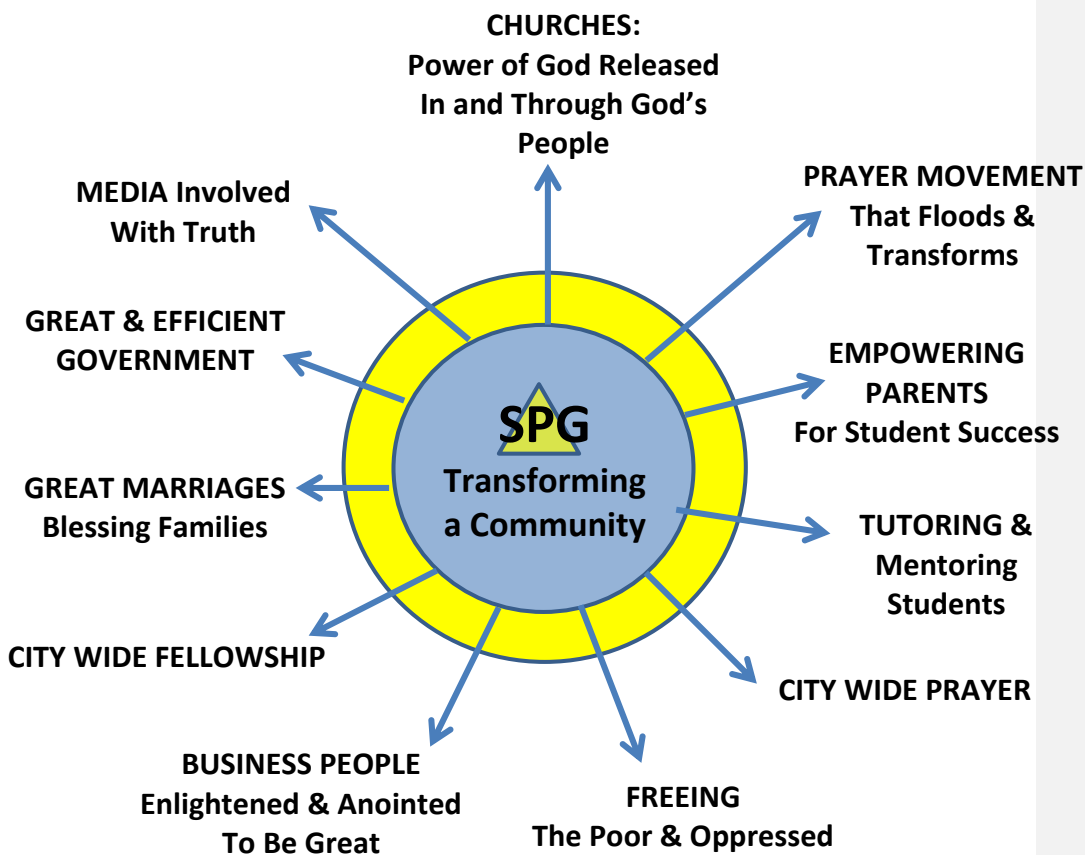 CHURCHES:
Power of God Released
In and Through God’s
People
PRAYER MOVEMENT
That Floods &
Transforms
EMPOWERING
PARENTS
For Student Success
TUTORING &
Mentoring
Students
CITY WIDE PRAYER
FREEING
The Poor & Oppressed
BUSINESS PEOPLE
Enlightened & Anointed
To Be Great
CITY WIDE FELLOWSHIP
GREAT MARRIAGES
Blessing Families
GREAT & EFFICIENT
GOVERNMENT
MEDIA Involved
With Truth
SPG
Transforming
a Community